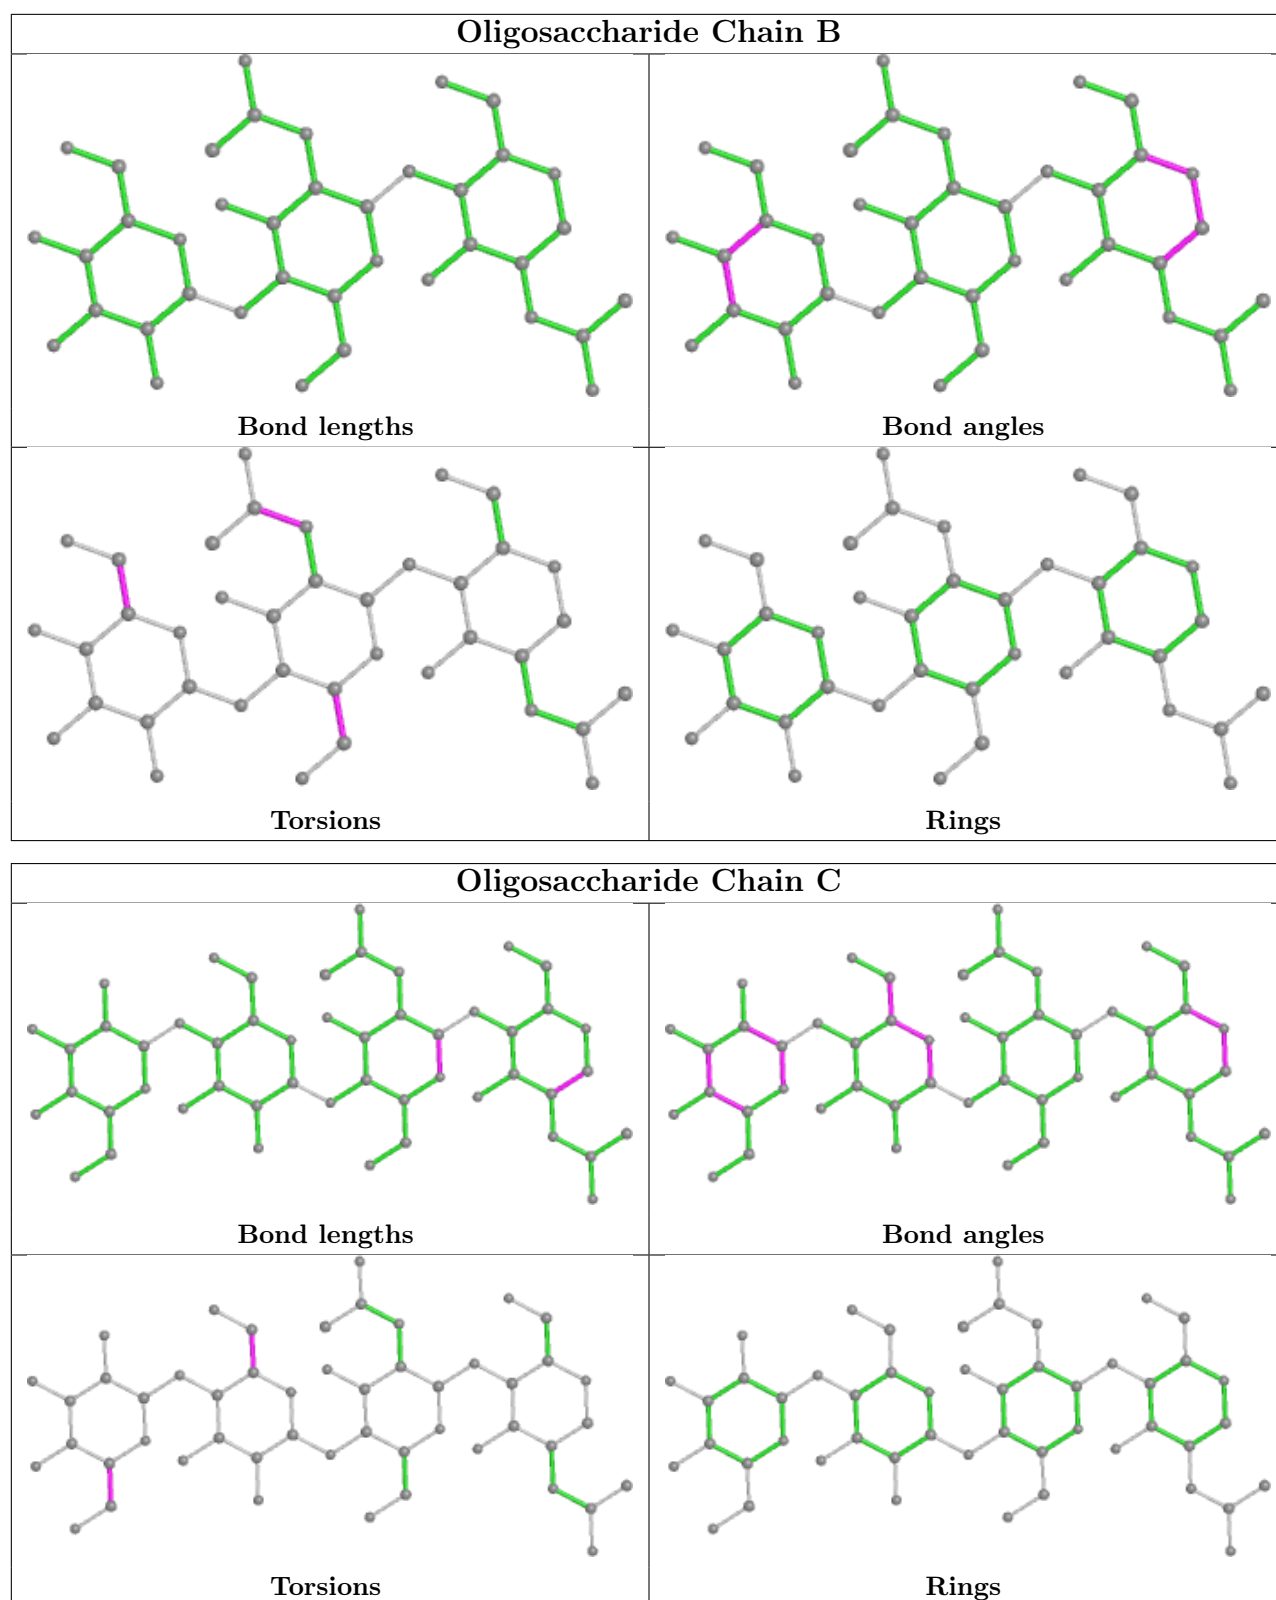 Oligosaccharide Chain B
Bond lengths
Bond angles
Torsions
Rings
Oligosaccharide Chain C
Bond lengths
Bond angles
Torsions
Rings